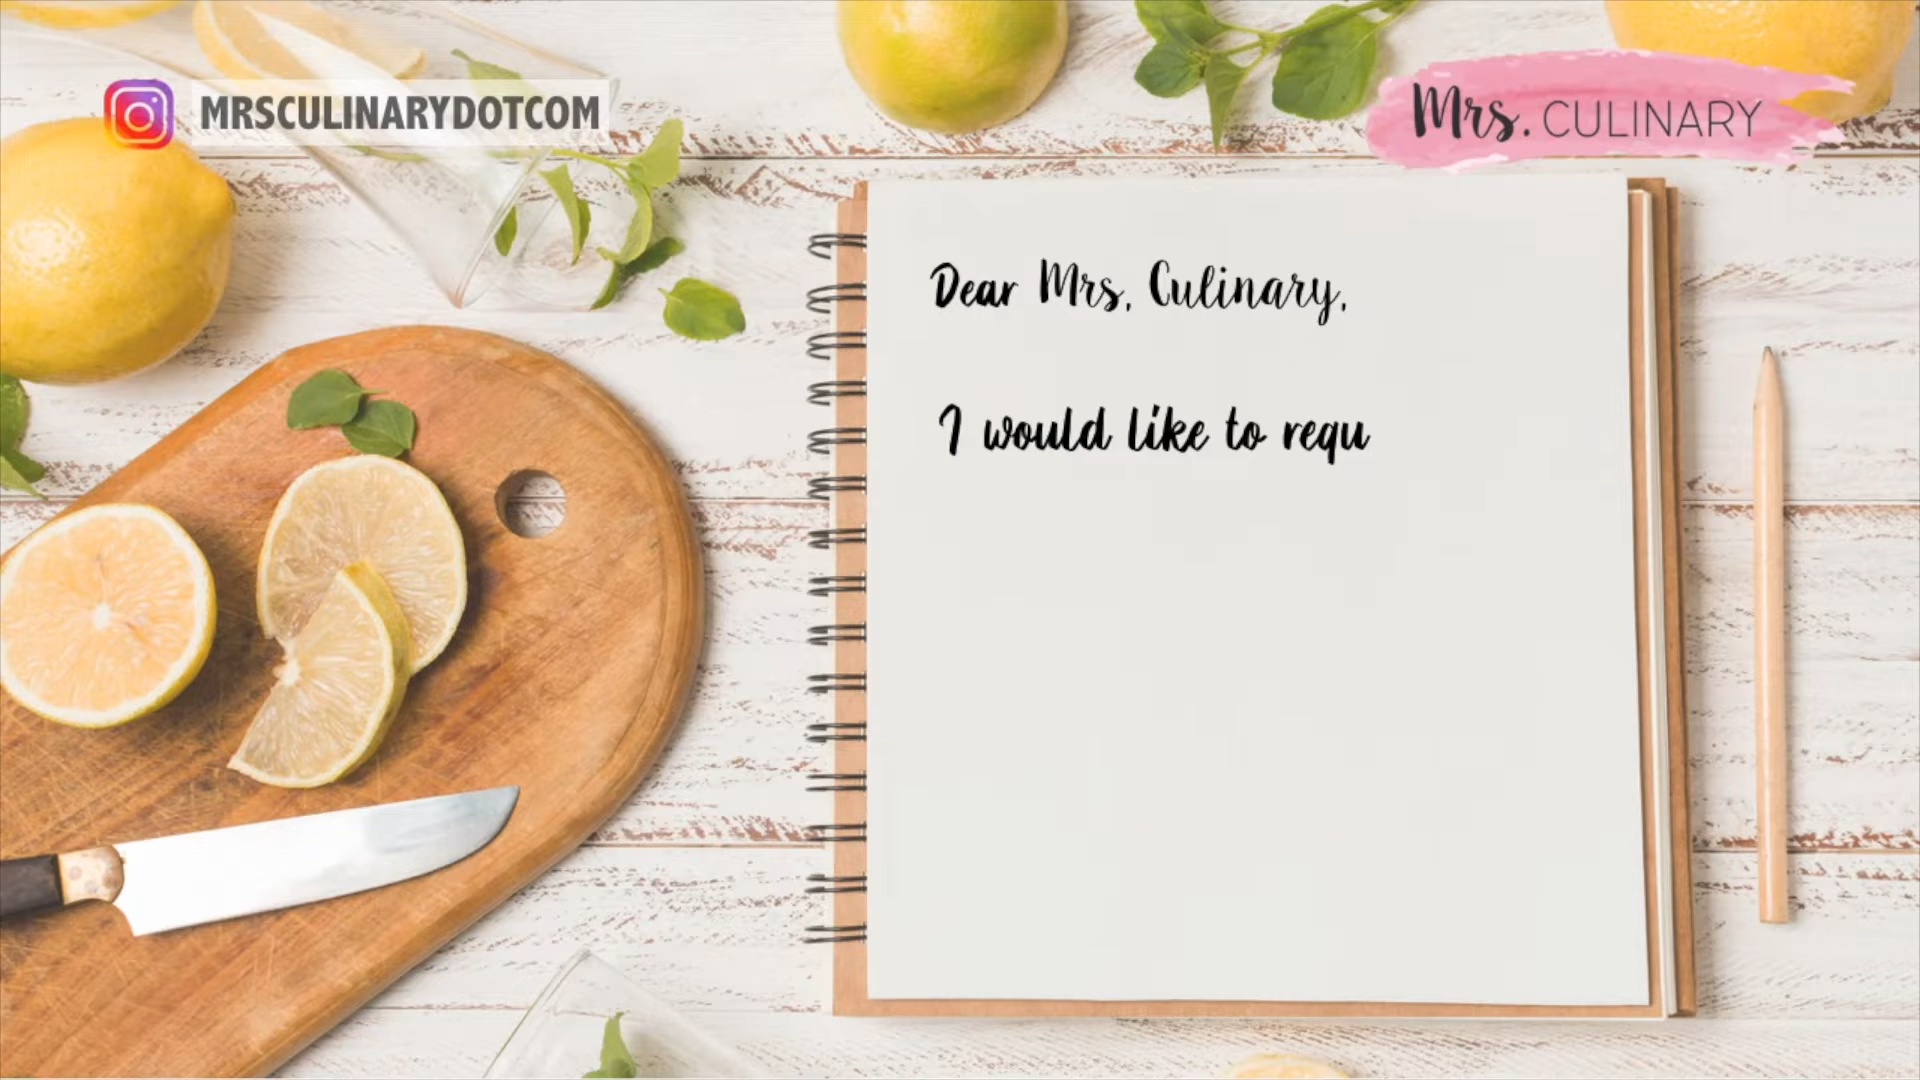 MRSCULINARYDOTCOM
Mrs. CULINARY
Dear Mrs. Culinary,
I would like to requ